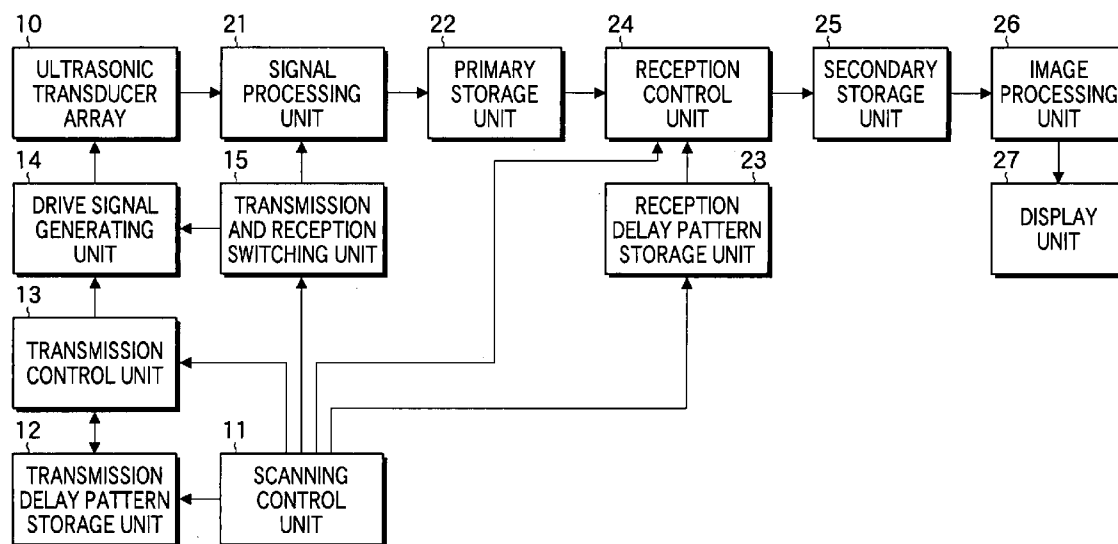 10
ULTRASONIC
TRANSDUCER
ARRAY
21
SIGNAL
PROCESSING
UNIT
22
PRIMARY
STORAGE
UNIT
24
RECEPTION
CONTROL
UNIT
25
SECONDARY
STORAGE
UNIT
26
IMAGE
PROCESSING
UNIT
14
DRIVE SIGNAL
GENERATING
UNIT
15
TRANSMISSION
AND RECEPTION
SWITCHING UNIT
23
RECEPTION
DELAY PATTERN
STORAGE UNIT
27
DISPLAY
UNIT
13
TRANSMISSION
CONTROL UNIT
12
TRANSMISSION
DELAY PATTERN
STORAGE UNIT
11
SCANNING
CONTROL
UNIT